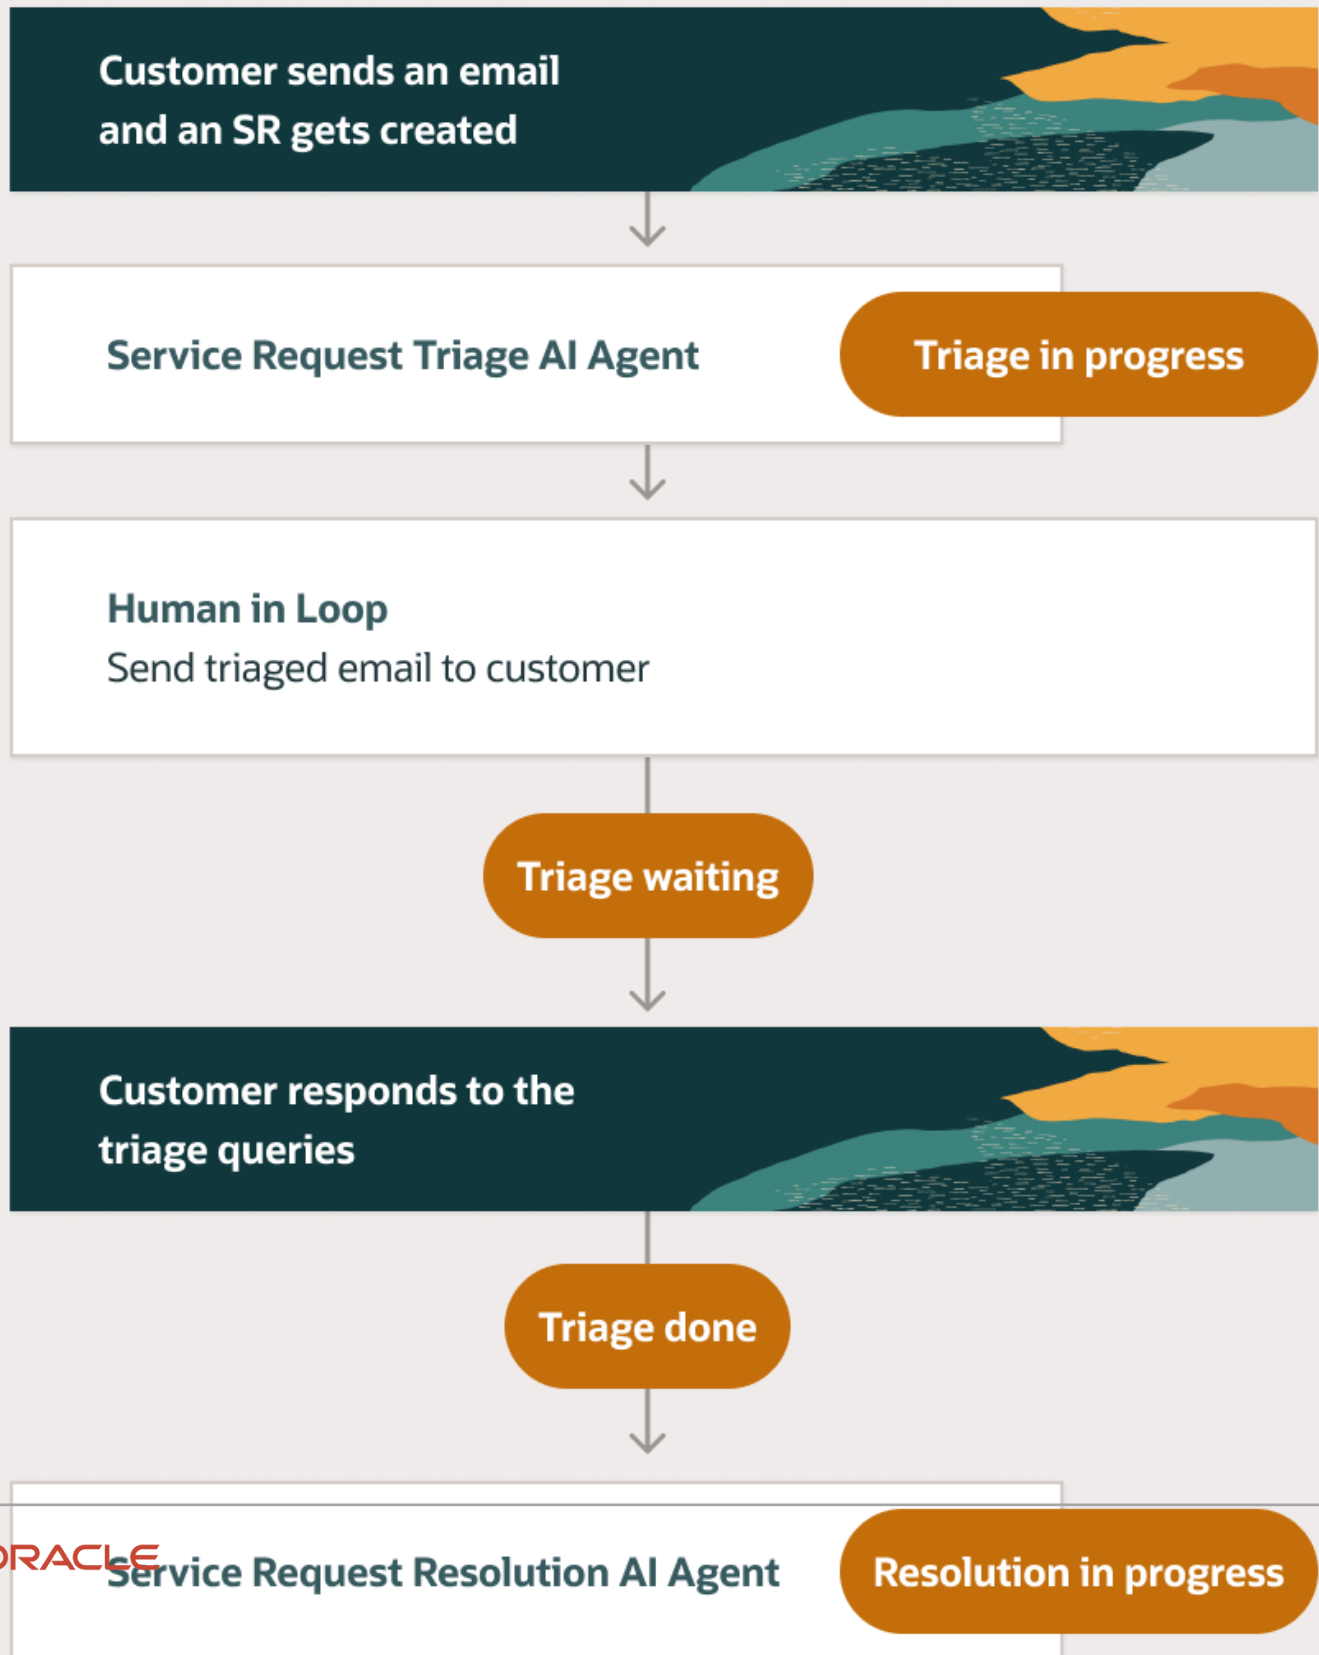 Customer sends an email
and an SR gets created
Service Request Triage AI Agent
Triage in progress
Human in Loop
Send triaged email to customer
Triage waiting
Customer responds to the
triage queries
Triage done
ORACLE
Service Request Resolution AI Agent
Resolution in progress